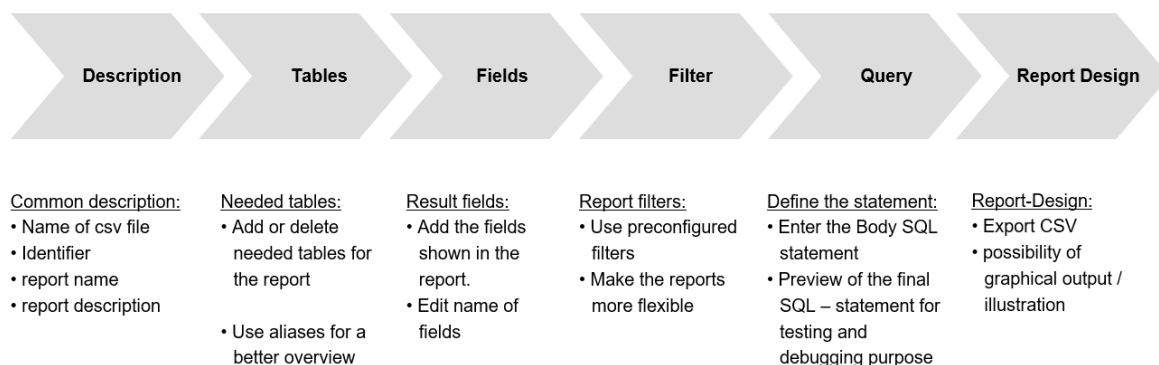 Description
Tables
Fields
Filter
Query
Report Design
Common description:
• Name of csv file
• Identifier
• report name
• report description
Needed tables:
• Add or delete
needed tables for
the report
• Use aliases for a
better overview
Result fields:
• Add the fields
shown in the
report.
• Edit name of
fields
Report filters:
• Use preconfigured
filters
• Make the reports
more flexible
Define the statement:
• Enter the Body SQL
statement
• Preview of the final
SQL – statement for
testing and
debugging purpose
Report-Design:
• Export CSV
• possibility of
graphical output /
illustration